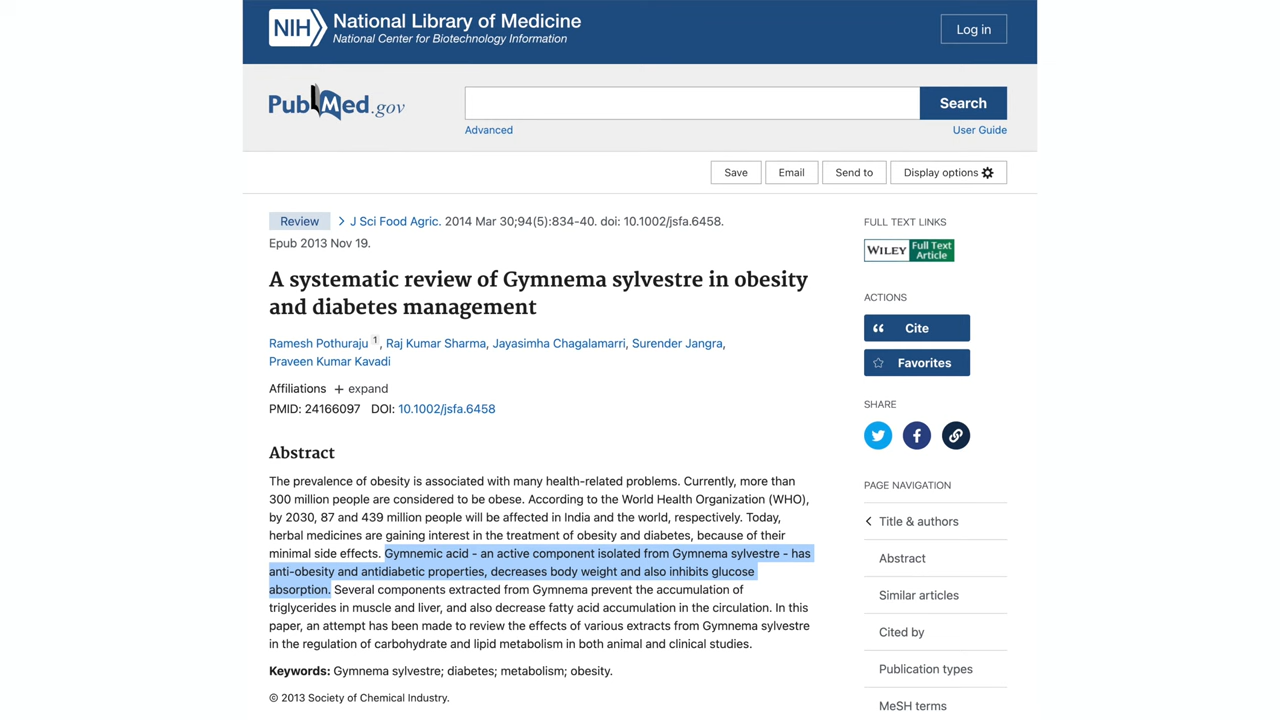 NIH National Library of Medicine
National Center for Biotechnology Information
Log in
PubMed.gov
Search
Advanced
User Guide
Save
Email
Send to
Display options
Review
J Sci Food Agric. 2014 Mar 30;94(5):834-40. doi: 10.1002/jsfa.6458.
Epub 2013 Nov 19.
A systematic review of Gymnema sylvestre in obesity
and diabetes management
Ramesh Pothuraju 1, Raj Kumar Sharma, Jayasimha Chagalamarri, Surender Jangra,
Praveen Kumar Kavadi
Affiliations + expand
PMID: 24166097 DOI: 10.1002/jsfa.6458
Abstract
The prevalence of obesity is associated with many health-related problems. Currently, more than
300 million people are considered to be obese. According to the World Health Organization (WHO),
by 2030, 87 and 439 million people will be affected in India and the world, respectively. Today,
herbal medicines are gaining interest in the treatment of obesity and diabetes, because of their
minimal side effects. Gymnemic acid - an active component isolated from Gymnema sylvestre - has
anti-obesity and antidiabetic properties, decreases body weight and also inhibits glucose
absorption. Several components extracted from Gymnema prevent the accumulation of
triglycerides in muscle and liver, and also decrease fatty acid accumulation in the circulation. In this
paper, an attempt has been made to review the effects of various extracts from Gymnema sylvestre
in the regulation of carbohydrate and lipid metabolism in both animal and clinical studies.
Keywords: Gymnema sylvestre; diabetes; metabolism; obesity.
© 2013 Society of Chemical Industry.
FULL TEXT LINKS
WILEY Full Text
Article
ACTIONS
Cite
Favorites
SHARE
PAGE NAVIGATION
Title & authors
Abstract
Similar articles
Cited by
Publication types
MeSH terms